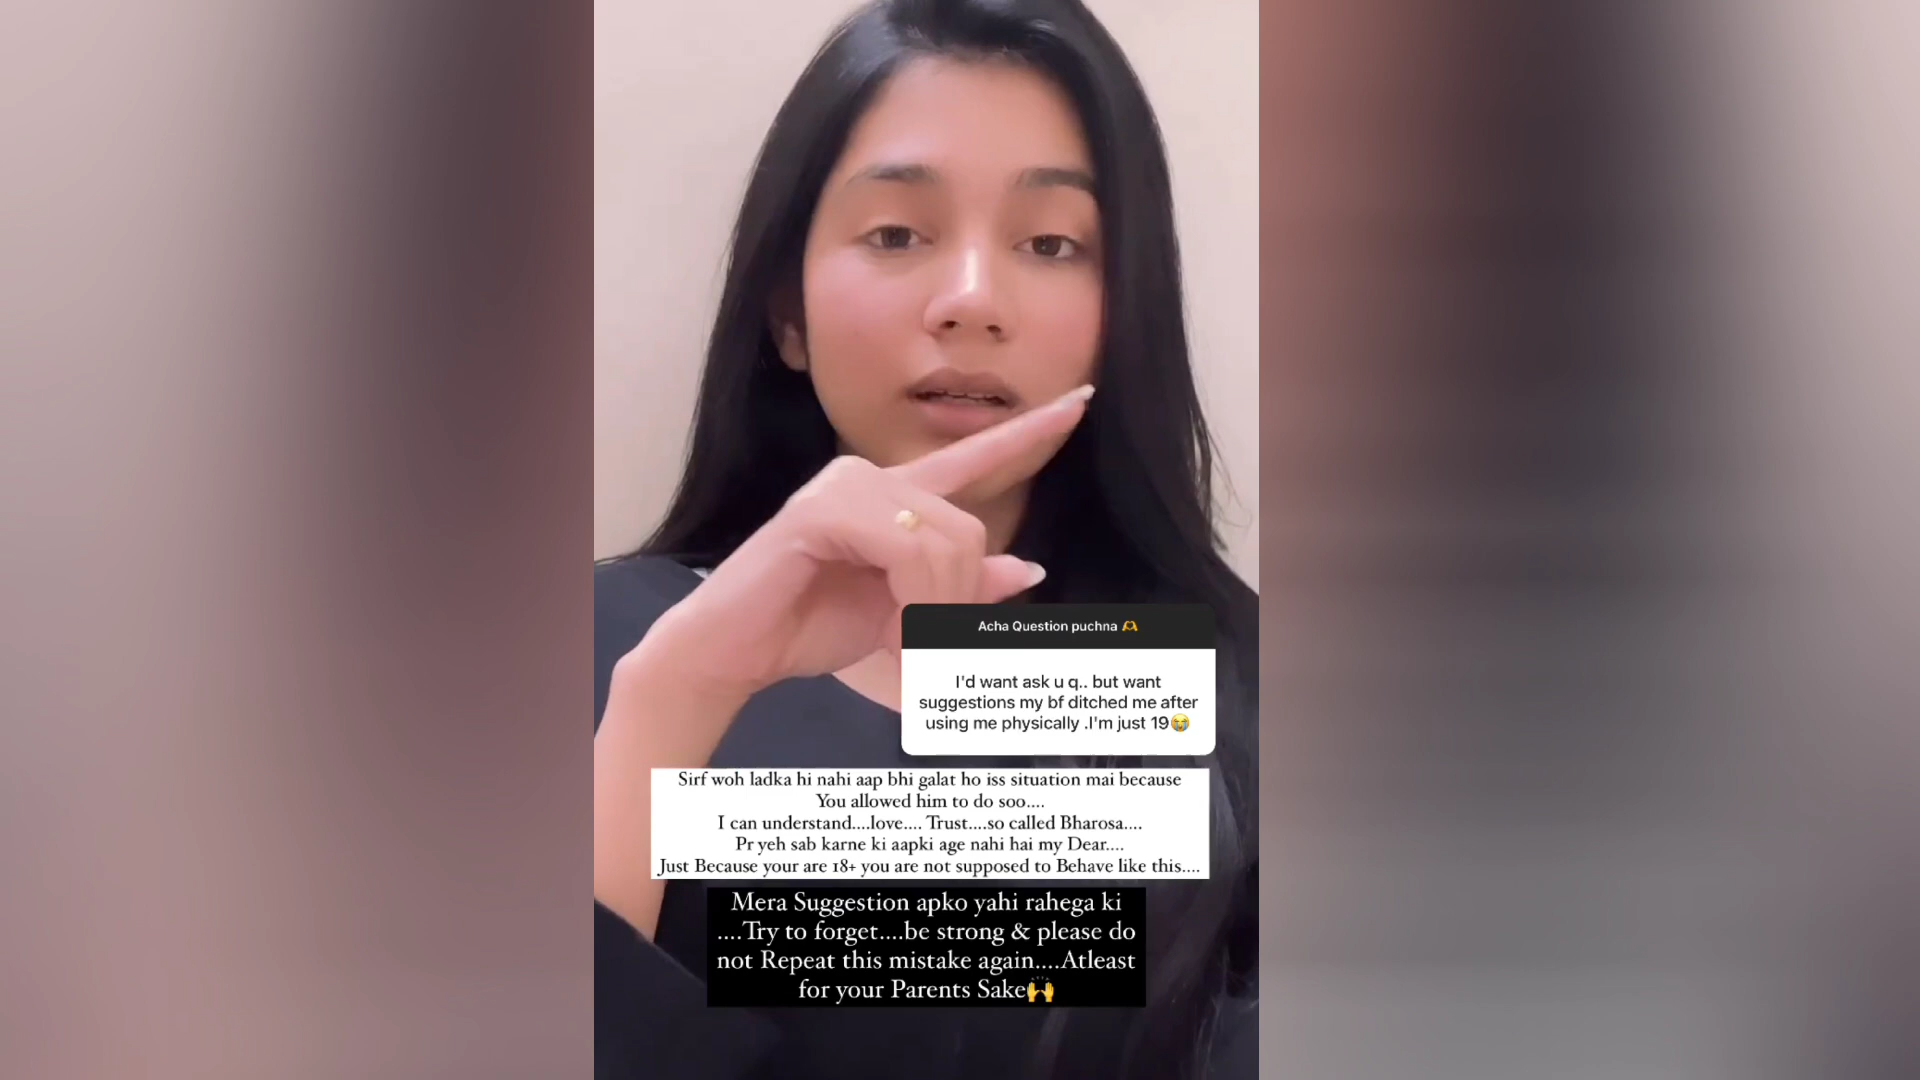 Acha Question puchna 🫶
I'd want ask u q.. but want
suggestions my bf ditched me after
using me physically .I'm just 19😭
Sirf woh ladka hi nahi aap bhi galat ho iss situation mai because
You allowed him to do soo....
I can understand....love.... Trust....so called Bharosa....
Pr yeh sab karne ki aapki age nahi hai my Dear....
Just Because your are 18+ you are not supposed to Behave like this....
Mera Suggestion apko yahi rahega ki
....Try to forget....be strong & please do
not Repeat this mistake again....Atleast
for your Parents Sake🙌